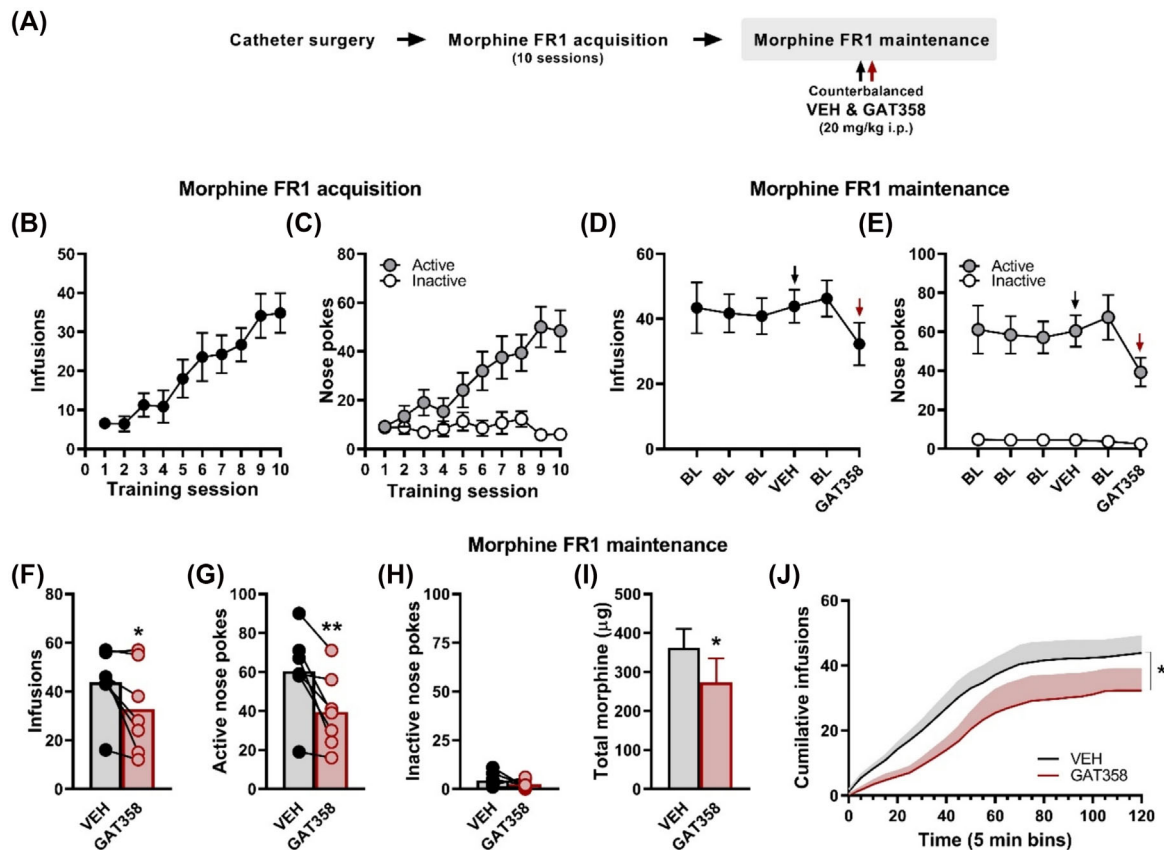 (A)
Catheter surgery
Morphine FR1 acquisition
(10 sessions)
Morphine FR1 maintenance
Counterbalanced
VEH & GAT358
(20 mg/kg i.p.)
Morphine FR1 acquisition
Morphine FR1 maintenance
(B)
Infusions
50
40
30
20
10
0
0 1 2 3 4 5 6 7 8 9 10
Training session
(C)
Nose pokes
80
60
40
20
0
Active
Inactive
0 1 2 3 4 5 6 7 8 9 10
Training session
(D)
Infusions
60
40
20
0
BL
BL
BL
VEH
BL
GAT358
(E)
Nose pokes
100
80
60
40
20
0
Active
Inactive
BL
BL
BL
VEH
BL
GAT358
Morphine FR1 maintenance
(F)
Infusions
80
60
40
20
0
*
VEH
GAT358
(G)
Active nose pokes
100
80
60
40
20
0
**
VEH
GAT358
(H)
Inactive nose pokes
100
80
60
40
20
0
VEH
GAT358
(I)
Total morphine (µg)
500
400
300
200
100
0
*
VEH
GAT358
(J)
Cumilative infusions
60
40
20
0
*
VEH
GAT358
0 20 40 60 80 100 120
Time (5 min bins)